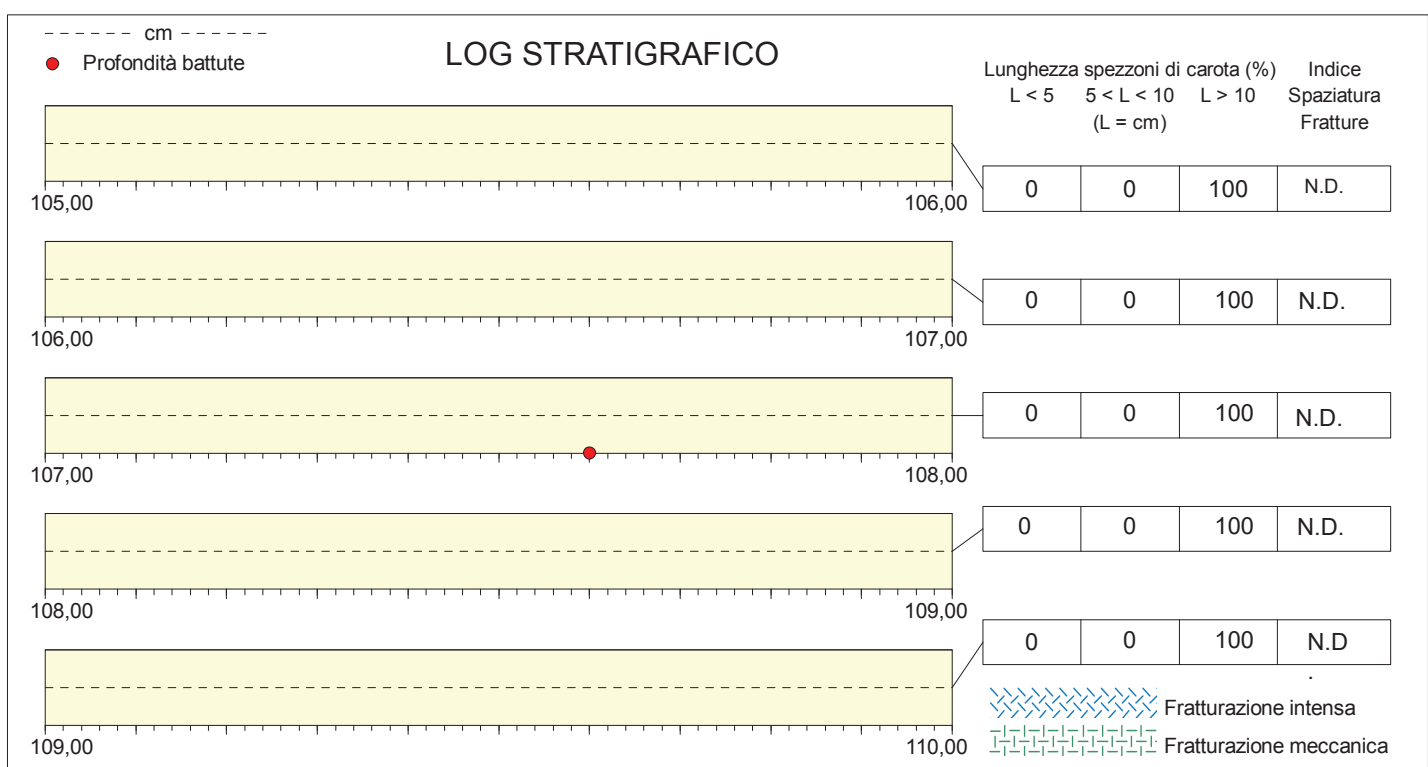 cm
Profondità battute
LOG STRATIGRAFICO
Lunghezza spezzoni di carota (%) Indice
L < 5 5 < L < 10 L > 10 Spaziatura
(L = cm) Fratture
0 0 100 N.D.
105,00 106,00
0 0 100 N.D.
106,00 107,00
0 0 100 N.D.
107,00 108,00
0 0 100 N.D.
108,00 109,00
0 0 100 N.D
.
Fratturazione intensa
109,00 110,00
Fratturazione meccanica